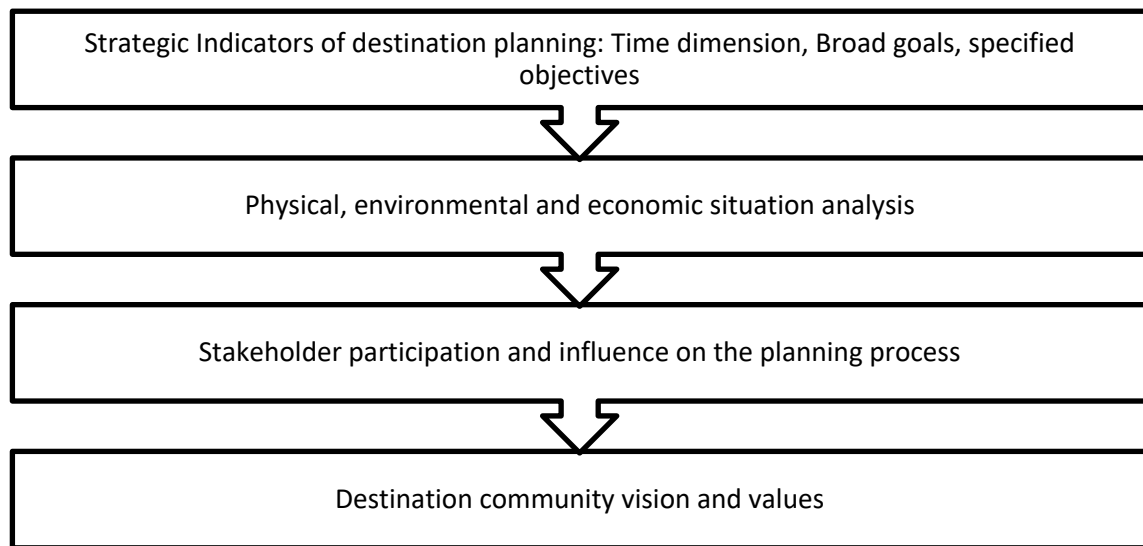 Strategic Indicators of destination planning: Time dimension, Broad goals, specified
objectives
Physical, environmental and economic situation analysis
Stakeholder participation and influence on the planning process
Destination community vision and values